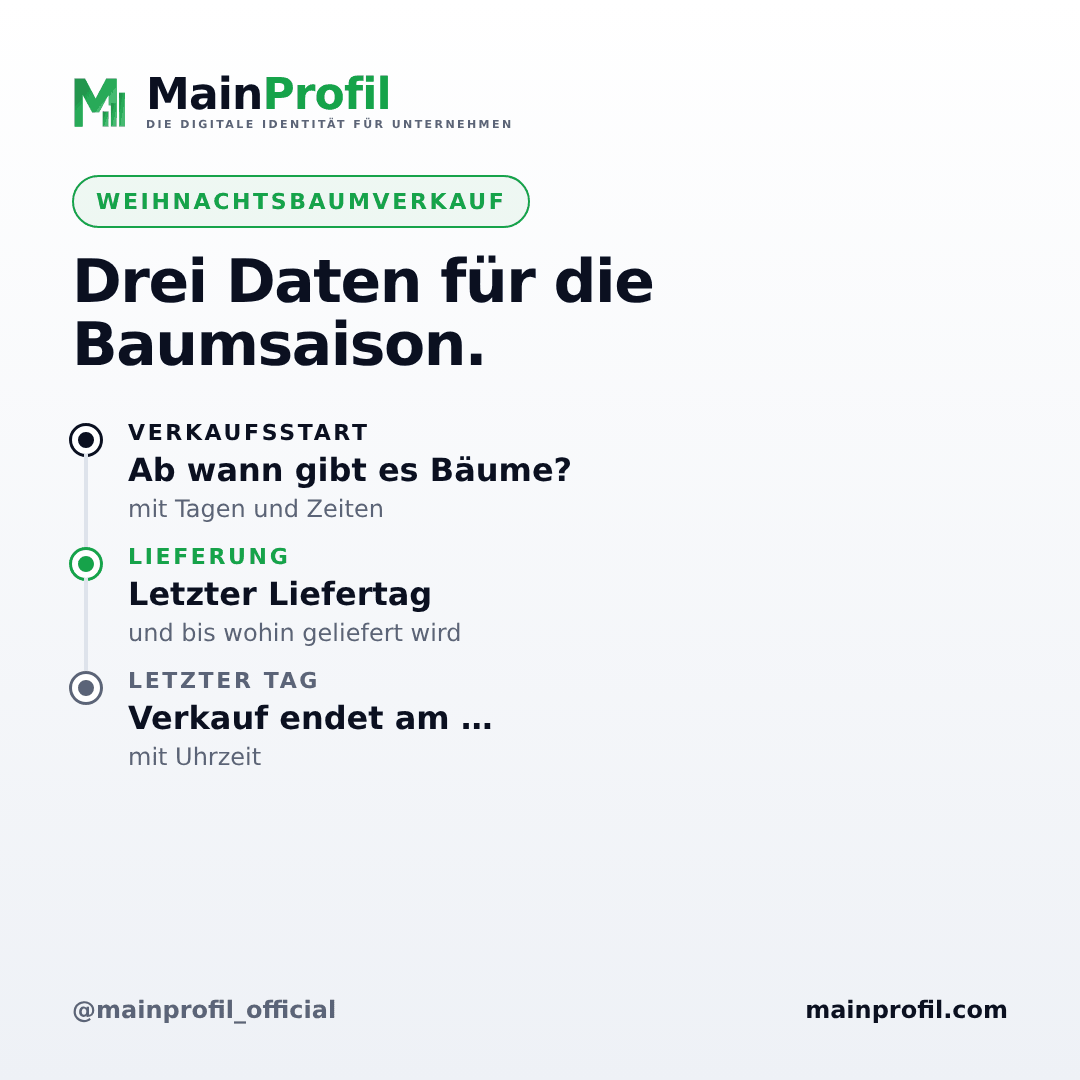 MainProfil
DIE DIGITALE IDENTITÄT FÜR UNTERNEHMEN
WEIHNACHTSBAUMVERKAUF
Drei Daten für die
Baumsaison.
VERKAUFSSTART
Ab wann gibt es Bäume?
mit Tagen und Zeiten
LIEFERUNG
Letzter Liefertag
und bis wohin geliefert wird
LETZTER TAG
Verkauf endet am …
mit Uhrzeit
@mainprofil_official
mainprofil.com